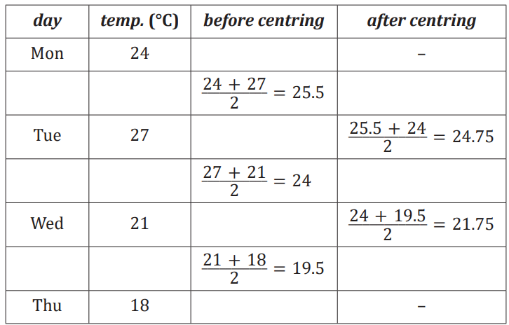 day temp. (°C) before centring after centring
Mon 24 –
24 + 27 / 2 = 25.5
Tue 27 25.5 + 24 / 2 = 24.75
27 + 21 / 2 = 24
Wed 21 24 + 19.5 / 2 = 21.75
21 + 18 / 2 = 19.5
Thu 18 –